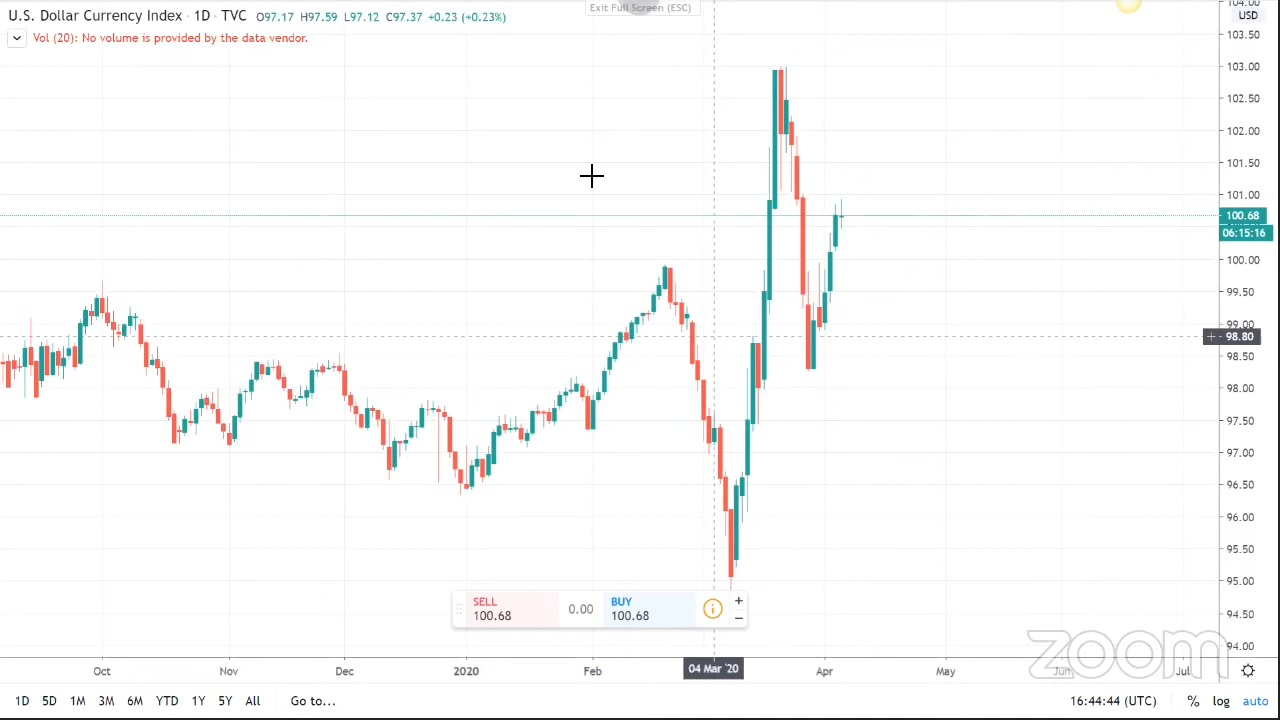 Exit Full Screen (ESC)
U.S. Dollar Currency Index · 1D · TVC O97.17 H97.59 L97.12 C97.37 +0.23 (+0.23%)
Vol (20): No volume is provided by the data vendor.
104.00
USD
103.50
103.00
102.50
102.00
101.50
101.00
100.68
06:15:16
100.00
99.50
99.00
98.80
98.50
98.00
97.50
97.00
96.50
96.00
95.50
95.00
94.50
94.00
SELL
100.68
0.00
BUY
100.68
zoom
Oct Nov Dec 2020 Feb 04 Mar '20 Apr May Jun Jul
1D 5D 1M 3M 6M YTD 1Y 5Y All Go to... 16:44:44 (UTC) % log auto